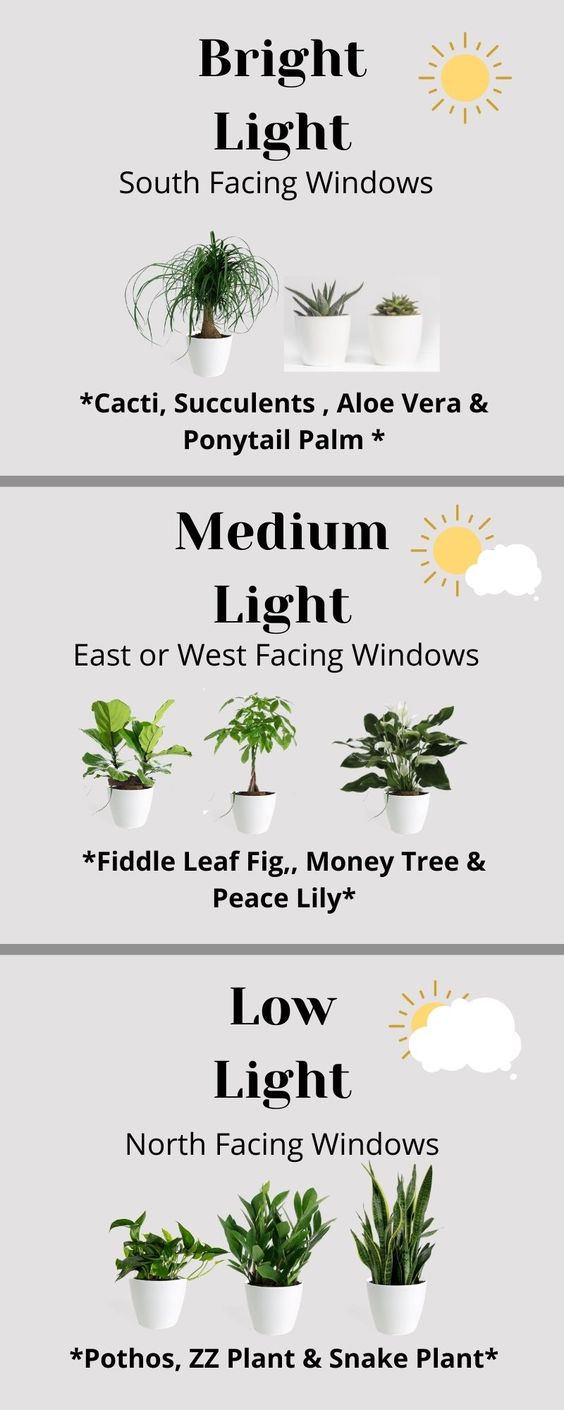 Bright
Light
South Facing Windows
*Cacti, Succulents , Aloe Vera &
Ponytail Palm *
Medium
Light
East or West Facing Windows
*Fiddle Leaf Fig,, Money Tree &
Peace Lily*
Low
Light
North Facing Windows
*Pothos, ZZ Plant & Snake Plant*